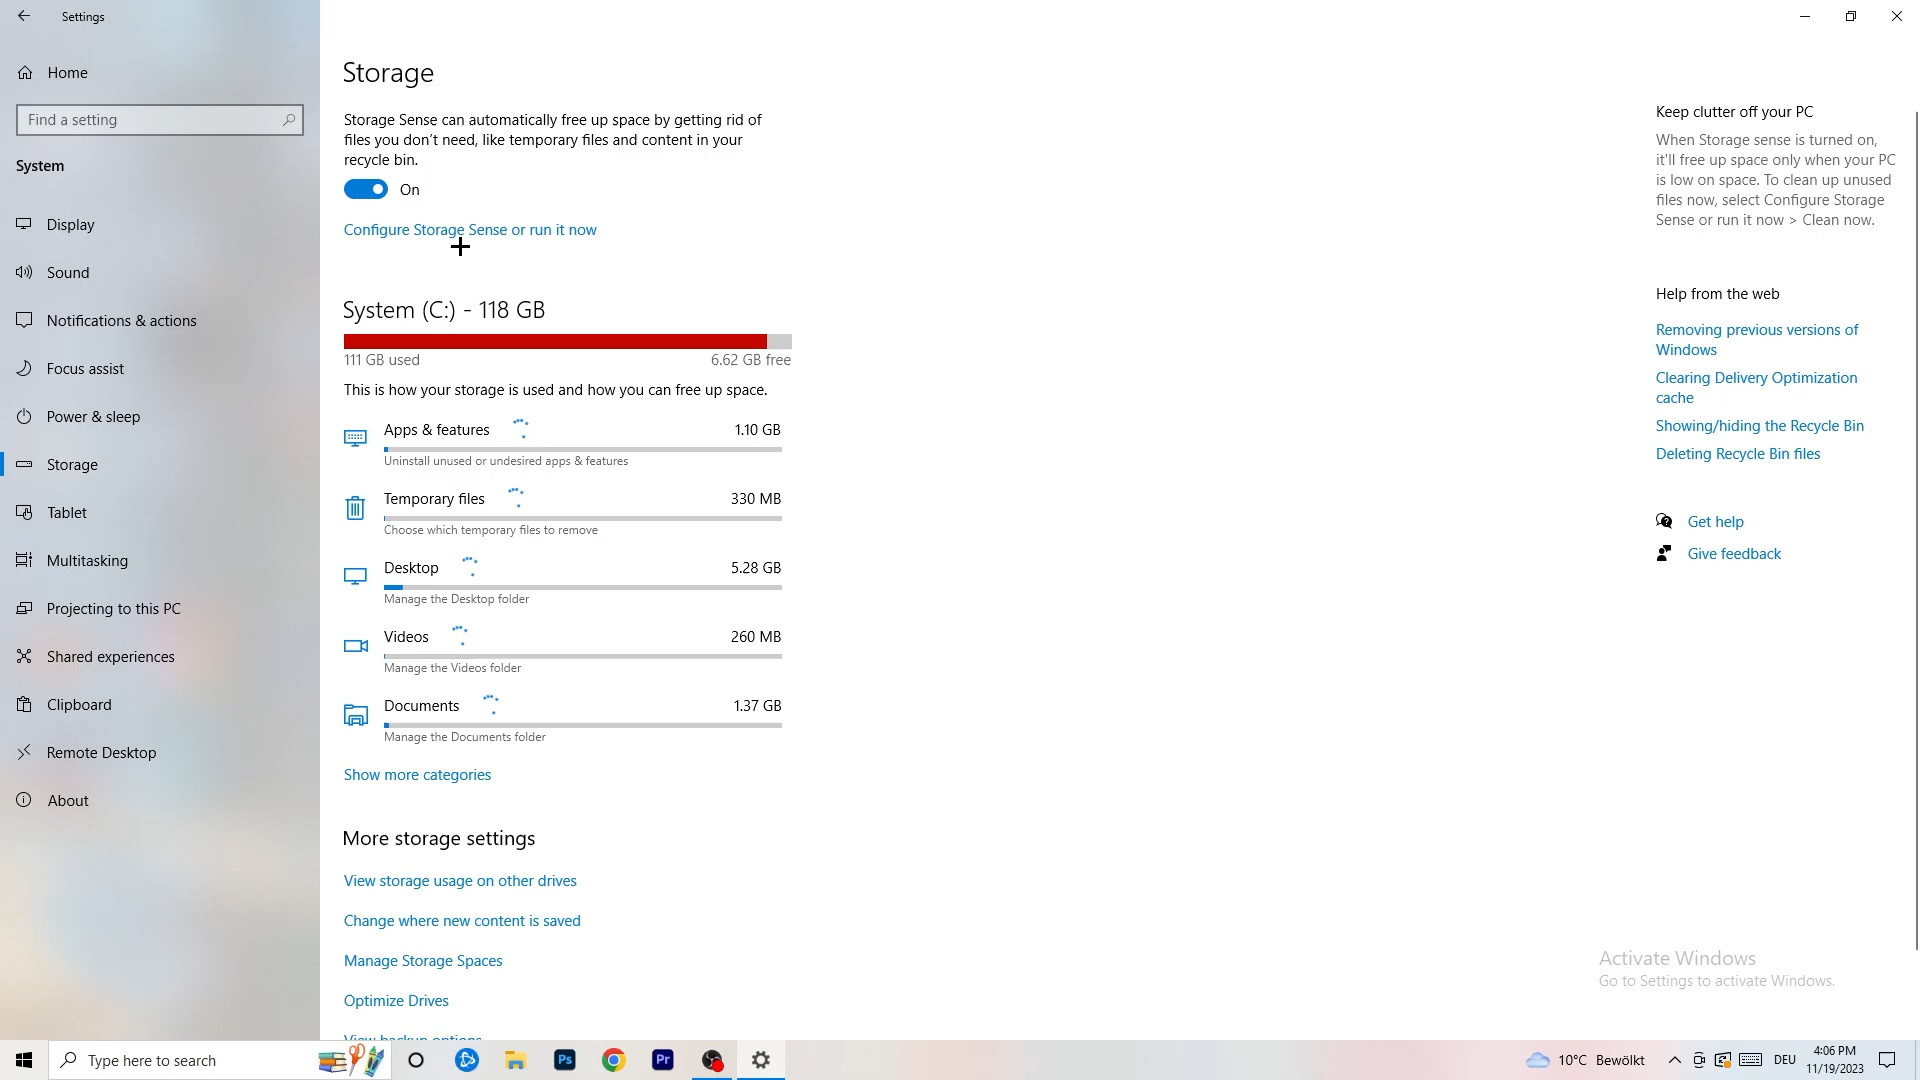 Settings
Home
Find a setting
System
Display
Sound
Notifications & actions
Focus assist
Power & sleep
Storage
Tablet
Multitasking
Projecting to this PC
Shared experiences
Clipboard
Remote Desktop
About
Storage
Storage Sense can automatically free up space by getting rid of
files you don't need, like temporary files and content in your
recycle bin.
On
Configure Storage Sense or run it now
System (C:) - 118 GB
111 GB used
6.62 GB free
This is how your storage is used and how you can free up space.
Apps & features
1.10 GB
Uninstall unused or undesired apps & features
Temporary files
330 MB
Choose which temporary files to remove
Desktop
5.28 GB
Manage the Desktop folder
Videos
260 MB
Manage the Videos folder
Documents
1.37 GB
Manage the Documents folder
Show more categories
More storage settings
View storage usage on other drives
Change where new content is saved
Manage Storage Spaces
Optimize Drives
View backup options
Keep clutter off your PC
When Storage sense is turned on,
it'll free up space only when your PC
is low on space. To clean up unused
files now, select Configure Storage
Sense or run it now > Clean now.
Help from the web
Removing previous versions of
Windows
Clearing Delivery Optimization
cache
Showing/hiding the Recycle Bin
Deleting Recycle Bin files
Get help
Give feedback
Activate Windows
Go to Settings to activate Windows.
Type here to search
Ps
Pr
10°C Bewölkt
DEU
4:06 PM
11/19/2023